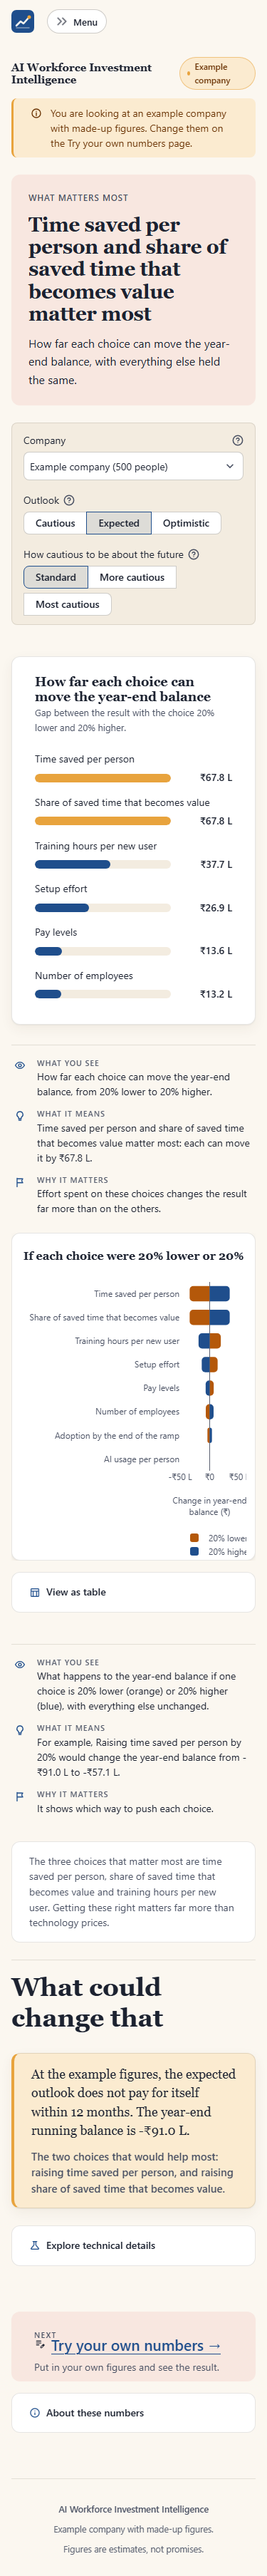 Menu
AI Workforce Investment
Intelligence
Example
company
You are looking at an example company
with made-up figures. Change them on
the Try your own numbers page.
WHAT MATTERS MOST
Time saved per
person and share of
saved time that
becomes value
matter most
How far each choice can move the year-
end balance, with everything else held
the same.
Company
Example company (500 people)
Outlook
Cautious Expected Optimistic
How cautious to be about the future
Standard More cautious
Most cautious
How far each choice can
move the year-end balance
Gap between the result with the choice 20%
lower and 20% higher.
Time saved per person
₹67.8 L
Share of saved time that becomes value
₹67.8 L
Training hours per new user
₹37.7 L
Setup effort
₹26.9 L
Pay levels
₹13.6 L
Number of employees
₹13.2 L
WHAT YOU SEE
How far each choice can move the year-end
balance, from 20% lower to 20% higher.
WHAT IT MEANS
Time saved per person and share of saved time
that becomes value matter most: each can move
it by ₹67.8 L.
WHY IT MATTERS
Effort spent on these choices changes the result
far more than on the others.
If each choice were 20% lower or 20%
Time saved per person
Share of saved time that becomes value
Training hours per new user
Setup effort
Pay levels
Number of employees
Adoption by the end of the ramp
AI usage per person
-₹50 L ₹0 ₹50
Change in year-end
balance (₹)
20% lower
20% highe
View as table
WHAT YOU SEE
What happens to the year-end balance if one
choice is 20% lower (orange) or 20% higher
(blue), with everything else unchanged.
WHAT IT MEANS
For example, Raising time saved per person by
20% would change the year-end balance from -
₹91.0 L to -₹57.1 L.
WHY IT MATTERS
It shows which way to push each choice.
The three choices that matter most are time
saved per person, share of saved time that
becomes value and training hours per new
user. Getting these right matters far more than
technology prices.
What could
change that
At the example figures, the expected
outlook does not pay for itself
within 12 months. The year-end
running balance is -₹91.0 L.
The two choices that would help most:
raising time saved per person, and raising
share of saved time that becomes value.
Explore technical details
NEXT
Try your own numbers →
Put in your own figures and see the result.
About these numbers
AI Workforce Investment Intelligence
Example company with made-up figures.
Figures are estimates, not promises.